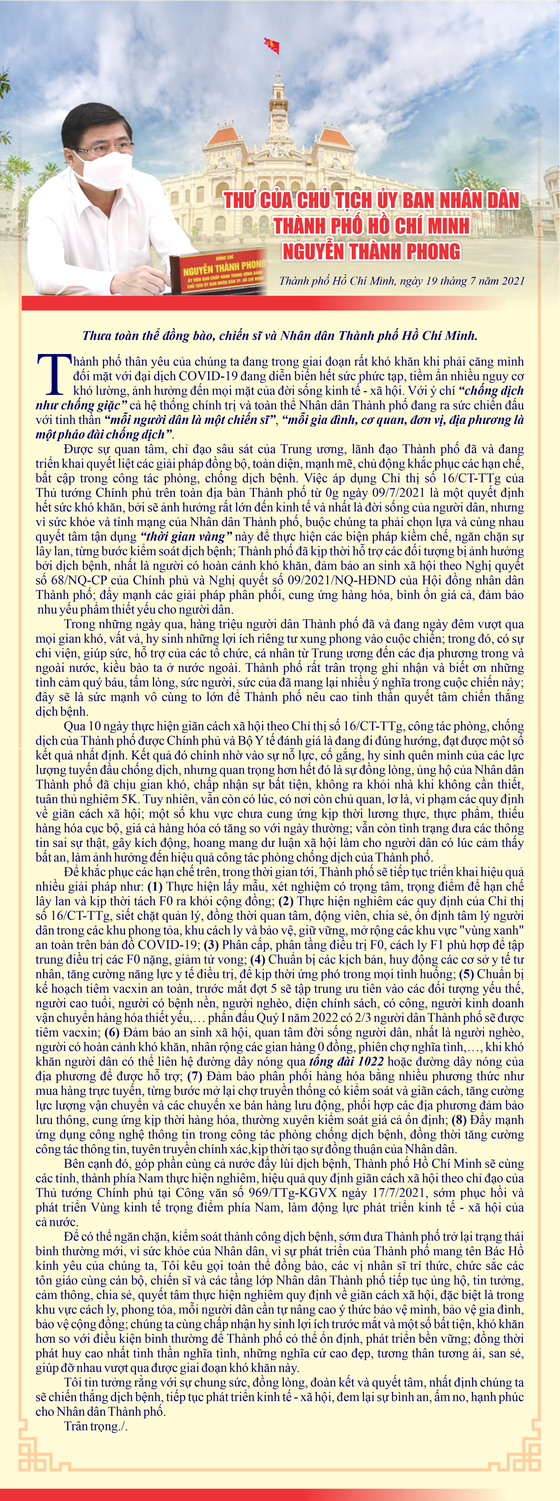 THƯ CỦA CHỦ TỊCH ỦY BAN NHÂN DÂN
THÀNH PHỐ HỒ CHÍ MINH
NGUYỄN THÀNH PHONG
ĐỒNG CHÍ
NGUYỄN THÀNH PHONG
ỦY VIÊN BAN CHẤP HÀNH TRUNG ƯƠNG ĐẢNG
CHỦ TỊCH ỦY BAN NHÂN DÂN TP. HỒ CHÍ MINH
Thành phố Hồ Chí Minh, ngày 19 tháng 7 năm 2021
Thưa toàn thể đồng bào, chiến sĩ và Nhân dân Thành phố Hồ Chí Minh.
Thành phố thân yêu của chúng ta đang trong giai đoạn rất khó khăn khi phải căng mình
đối mặt với đại dịch COVID-19 đang diễn biến hết sức phức tạp, tiềm ẩn nhiều nguy cơ
khó lường, ảnh hưởng đến mọi mặt của đời sống kinh tế - xã hội. Với ý chí “chống dịch
như chống giặc” cả hệ thống chính trị và toàn thể Nhân dân Thành phố đang ra sức chiến đấu
với tinh thần “mỗi người dân là một chiến sĩ”, “mỗi gia đình, cơ quan, đơn vị, địa phương là
một pháo đài chống dịch”.
Được sự quan tâm, chỉ đạo sâu sát của Trung ương, lãnh đạo Thành phố đã và đang
triển khai quyết liệt các giải pháp đồng bộ, toàn diện, mạnh mẽ, chủ động khắc phục các hạn chế,
bất cập trong công tác phòng, chống dịch bệnh. Việc áp dụng Chỉ thị số 16/CT-TTg của
Thủ tướng Chính phủ trên toàn địa bàn Thành phố từ 0g ngày 09/7/2021 là một quyết định
hết sức khó khăn, bởi sẽ ảnh hưởng rất lớn đến kinh tế và nhất là đời sống của người dân, nhưng
vì sức khỏe và tính mạng của Nhân dân Thành phố, buộc chúng ta phải chọn lựa và cùng nhau
quyết tâm tận dụng “thời gian vàng” này để thực hiện các biện pháp kiềm chế, ngăn chặn sự
lây lan, từng bước kiểm soát dịch bệnh; Thành phố đã kịp thời hỗ trợ các đối tượng bị ảnh hưởng
bởi dịch bệnh, nhất là người có hoàn cảnh khó khăn, đảm bảo an sinh xã hội theo Nghị quyết
số 68/NQ-CP của Chính phủ và Nghị quyết số 09/2021/NQ-HĐND của Hội đồng nhân dân
Thành phố; đẩy mạnh các giải pháp phân phối, cung ứng hàng hóa, bình ổn giá cả, đảm bảo
nhu yếu phẩm thiết yếu cho người dân.
Trong những ngày qua, hàng triệu người dân Thành phố đã và đang ngày đêm vượt qua
mọi gian khó, vất vả, hy sinh những lợi ích riêng tư xung phong vào cuộc chiến; trong đó, có sự
chi viện, giúp sức, hỗ trợ của các tổ chức, cá nhân từ Trung ương đến các địa phương trong và
ngoài nước, kiều bào ta ở nước ngoài. Thành phố rất trân trọng ghi nhận và biết ơn những
tình cảm quý báu, tấm lòng, sức người, sức của đã mang lại nhiều ý nghĩa trong cuộc chiến này;
đây sẽ là sức mạnh vô cùng to lớn để Thành phố nêu cao tinh thần quyết tâm chiến thắng
dịch bệnh.
Qua 10 ngày thực hiện giãn cách xã hội theo Chỉ thị số 16/CT-TTg, công tác phòng, chống
dịch của Thành phố được Chính phủ và Bộ Y tế đánh giá là đang đi đúng hướng, đạt được một số
kết quả nhất định. Kết quả đó chính nhờ vào sự nỗ lực, cố gắng, hy sinh quên mình của các lực
lượng tuyến đầu chống dịch, nhưng quan trọng hơn hết đó là sự đồng lòng, ủng hộ của Nhân dân
Thành phố đã chịu gian khó, chấp nhận sự bất tiện, không ra khỏi nhà khi không cần thiết,
tuân thủ nghiêm 5K. Tuy nhiên, vẫn còn có lúc, có nơi còn chủ quan, lơ là, vi phạm các quy định
về giãn cách xã hội; một số khu vực chưa cung ứng kịp thời lương thực, thực phẩm, thiếu
hàng hóa cục bộ, giá cả hàng hóa có tăng so với ngày thường; vẫn còn tình trạng đưa các thông
tin sai sự thật, gây kích động, hoang mang dư luận xã hội làm cho người dân có lúc cảm thấy
bất an, làm ảnh hưởng đến hiệu quả công tác phòng chống dịch của Thành phố.
Để khắc phục các hạn chế trên, trong thời gian tới, Thành phố sẽ tiếp tục triển khai hiệu quả
nhiều giải pháp như: (1) Thực hiện lấy mẫu, xét nghiệm có trọng tâm, trọng điểm để hạn chế
lây lan và kịp thời tách F0 ra khỏi cộng đồng; (2) Thực hiện nghiêm các quy định của Chỉ thị
số 16/CT-TTg, siết chặt quản lý, đồng thời quan tâm, động viên, chia sẻ, ổn định tâm lý người
dân trong các khu phong tỏa, khu cách ly và bảo vệ, giữ vững, mở rộng các khu vực "vùng xanh"
an toàn trên bản đồ COVID-19; (3) Phân cấp, phân tầng điều trị F0, cách ly F1 phù hợp để tập
trung điều trị các F0 nặng, giảm tử vong; (4) Chuẩn bị các kịch bản, huy động các cơ sở y tế tư
nhân, tăng cường năng lực y tế điều trị, để kịp thời ứng phó trong mọi tình huống; (5) Chuẩn bị
kế hoạch tiêm vacxin an toàn, trước mắt đợt 5 sẽ tập trung ưu tiên vào các đối tượng yếu thế,
người cao tuổi, người có bệnh nền, người nghèo, diện chính sách, có công, người kinh doanh
vận chuyển hàng hóa thiết yếu,… phấn đấu Quý I năm 2022 có 2/3 người dân Thành phố sẽ được
tiêm vacxin; (6) Đảm bảo an sinh xã hội, quan tâm đời sống người dân, nhất là người nghèo,
người có hoàn cảnh khó khăn, nhân rộng các gian hàng 0 đồng, phiên chợ nghĩa tình,…, khi khó
khăn người dân có thể liên hệ đường dây nóng qua tổng đài 1022 hoặc đường dây nóng của
địa phương để được hỗ trợ; (7) Đảm bảo phân phối hàng hóa bằng nhiều phương thức như
mua hàng trực tuyến, từng bước mở lại chợ truyền thống có kiểm soát và giãn cách, tăng cường
lực lượng vận chuyển và các chuyến xe bán hàng lưu động, phối hợp các địa phương đảm bảo
lưu thông, cung ứng kịp thời hàng hóa, thường xuyên kiểm soát giá cả ổn định; (8) Đẩy mạnh
ứng dụng công nghệ thông tin trong công tác phòng chống dịch bệnh, đồng thời tăng cường
công tác thông tin, tuyên truyền chính xác,kịp thời tạo sự đồng thuận của Nhân dân.
Bên cạnh đó, góp phần cùng cả nước đẩy lùi dịch bệnh, Thành phố Hồ Chí Minh sẽ cùng
các tỉnh, thành phía Nam thực hiện nghiêm, hiệu quả quy định giãn cách xã hội theo chỉ đạo của
Thủ tướng Chính phủ tại Công văn số 969/TTg-KGVX ngày 17/7/2021, sớm phục hồi và
phát triển Vùng kinh tế trọng điểm phía Nam, làm động lực phát triển kinh tế - xã hội của
cả nước.
Để có thể ngăn chặn, kiểm soát thành công dịch bệnh, sớm đưa Thành phố trở lại trạng thái
bình thường mới, vì sức khỏe của Nhân dân, vì sự phát triển của Thành phố mang tên Bác Hồ
kính yêu của chúng ta, Tôi kêu gọi toàn thể đồng bào, các vị nhân sĩ trí thức, chức sắc các
tôn giáo cùng cán bộ, chiến sĩ và các tầng lớp Nhân dân Thành phố tiếp tục ủng hộ, tin tưởng,
cảm thông, chia sẻ, quyết tâm thực hiện nghiêm quy định về giãn cách xã hội, đặc biệt là trong
khu vực cách ly, phong tỏa, mỗi người dân cần tự nâng cao ý thức bảo vệ mình, bảo vệ gia đình,
bảo vệ cộng đồng; chúng ta cùng chấp nhận hy sinh lợi ích trước mắt và một số bất tiện, khó khăn
hơn so với điều kiện bình thường để Thành phố có thể ổn định, phát triển bền vững; đồng thời
phát huy cao nhất tinh thần nghĩa tình, những nghĩa cử cao đẹp, tương thân tương ái, san sẻ,
giúp đỡ nhau vượt qua được giai đoạn khó khăn này.
Tôi tin tưởng rằng với sự chung sức, đồng lòng, đoàn kết và quyết tâm, nhất định chúng ta
sẽ chiến thắng dịch bệnh, tiếp tục phát triển kinh tế - xã hội, đem lại sự bình an, ấm no, hạnh phúc
cho Nhân dân Thành phố.
Trân trọng./.